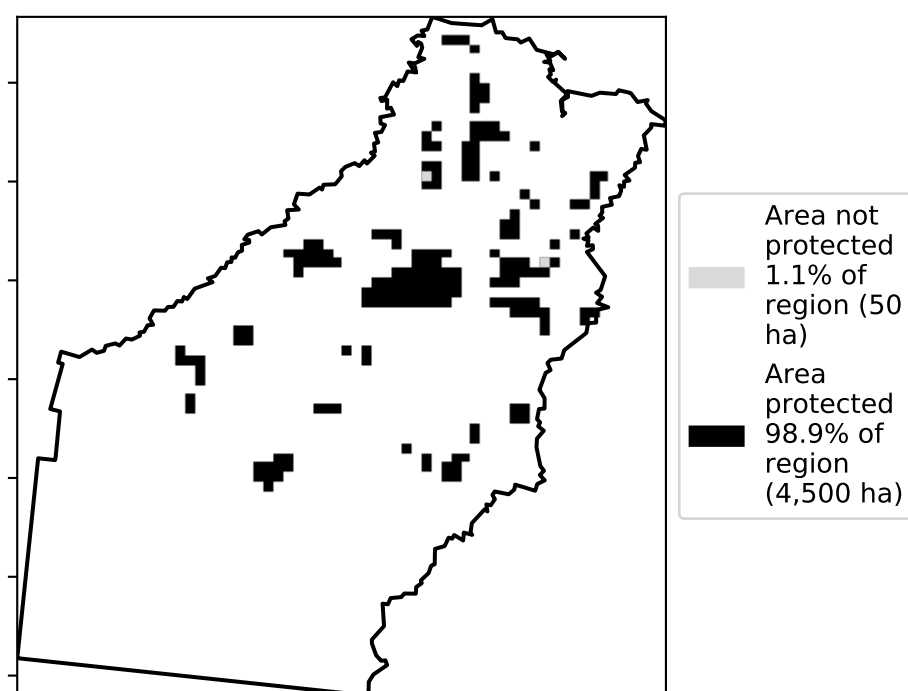 Area not
protected
1.1% of
region (50
ha)
Area
protected
98.9% of
region
(4,500 ha)